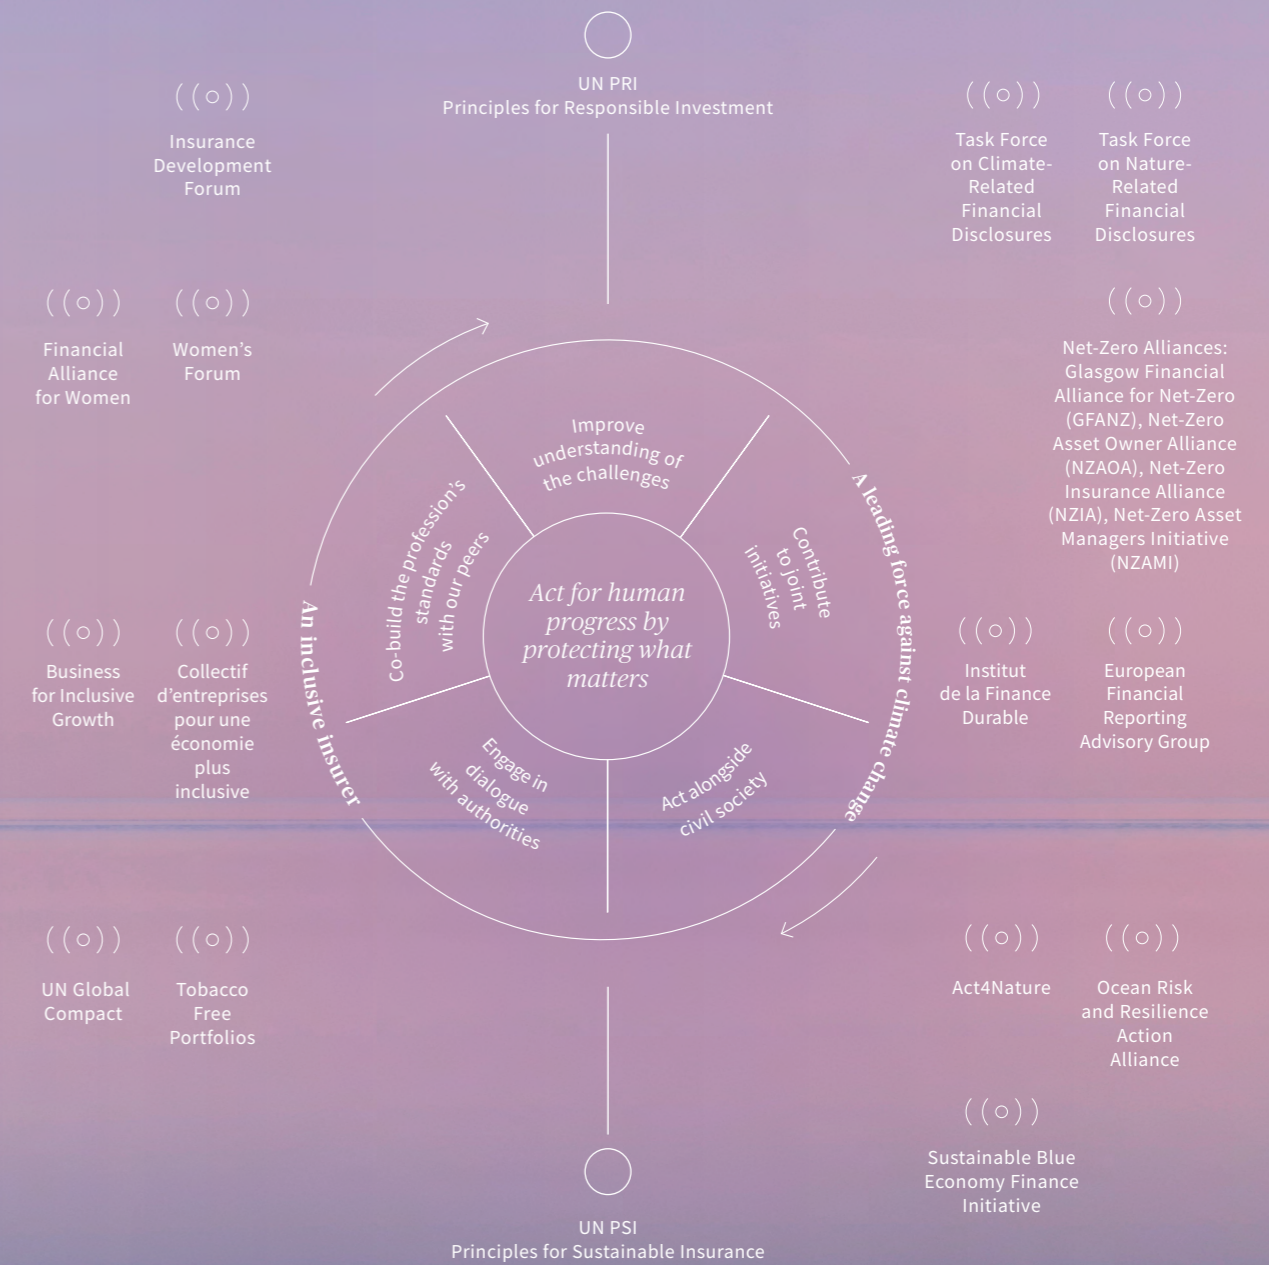 UN PRI
Principles for Responsible Investment
Insurance
Development
Forum
Financial
Alliance
for Women
Women's
Forum
Business
for Inclusive
Growth
Collectif
d'entreprises
pour une
économie
plus
inclusive
UN Global
Compact
Tobacco
Free
Portfolios
An inclusive insurer
Improve
understanding of
the challenges
Co-build the profession's
standards
with our peers
Contribute
to joint
initiatives
Act for human
progress by
protecting what
matters
Engage in
dialogue
with authorities
Act alongside
civil society
A leading force against climate change
Task Force
on Climate-
Related
Financial
Disclosures
Task Force
on Nature-
Related
Financial
Disclosures
Net-Zero Alliances:
Glasgow Financial
Alliance for Net-Zero
(GFANZ), Net-Zero
Asset Owner Alliance
(NZAOA), Net-Zero
Insurance Alliance
(NZIA), Net-Zero Asset
Managers Initiative
(NZAMI)
Institut
de la Finance
Durable
European
Financial
Reporting
Advisory Group
Act4Nature
Ocean Risk
and Resilience
Action
Alliance
Sustainable Blue
Economy Finance
Initiative
UN PSI
Principles for Sustainable Insurance